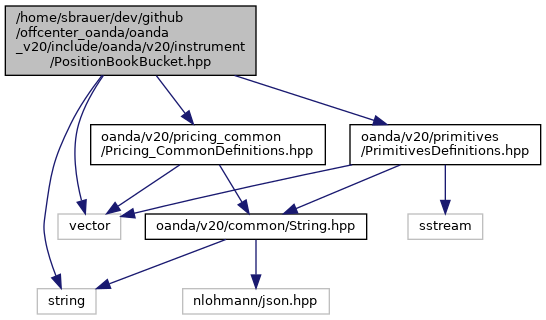 /home/sbrauer/dev/github
/offcenter_oanda/oanda
_v20/include/oanda/v20/instrument
/PositionBookBucket.hpp
oanda/v20/pricing_common
/Pricing_CommonDefinitions.hpp
oanda/v20/primitives
/PrimitivesDefinitions.hpp
vector
oanda/v20/common/String.hpp
sstream
string
nlohmann/json.hpp